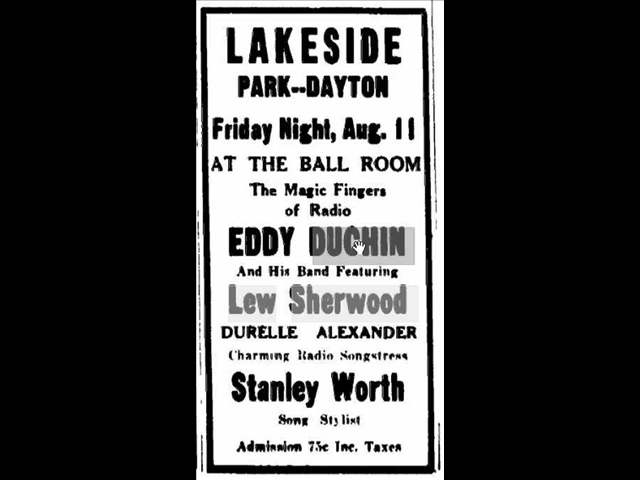 LAKESIDE
PARK--DAYTON
Friday Night, Aug. 11
AT THE BALL ROOM
The Magic Fingers
of Radio
EDDY DUCHIN
And His Band Featuring
Lew Sherwood
DURELLE ALEXANDER
Charming Radio Songstress
Stanley Worth
Song Stylist
Admission 75c Inc. Taxes